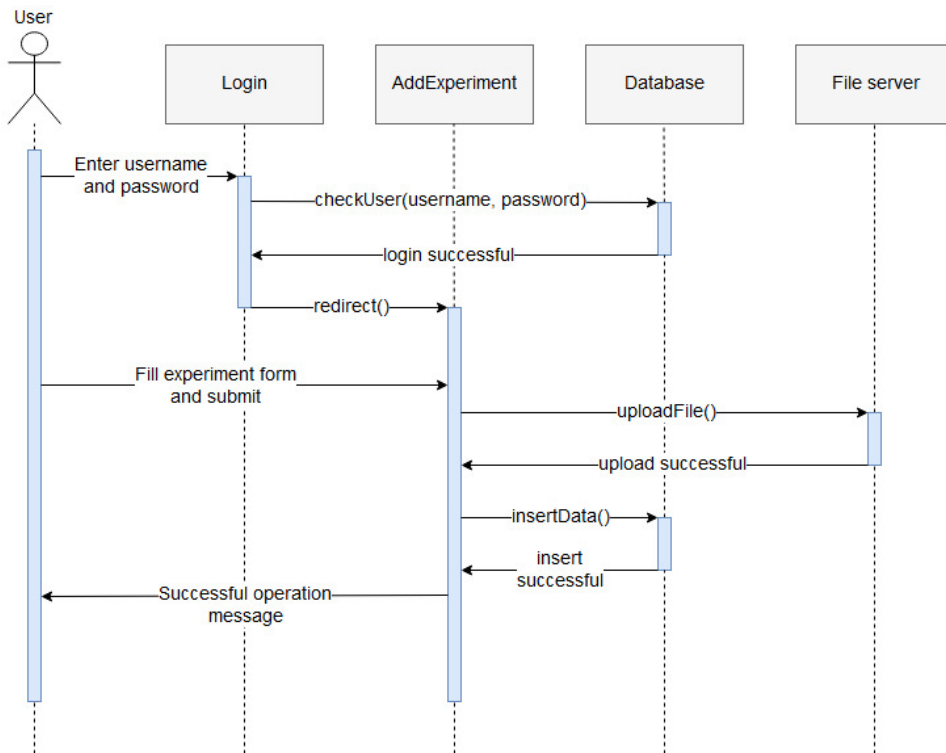 User
Login
AddExperiment
Database
File server
Enter username
and password
checkUser(username, password)
login successful
redirect()
Fill experiment form
and submit
uploadFile()
upload successful
insertData()
insert
successful
Successful operation
message